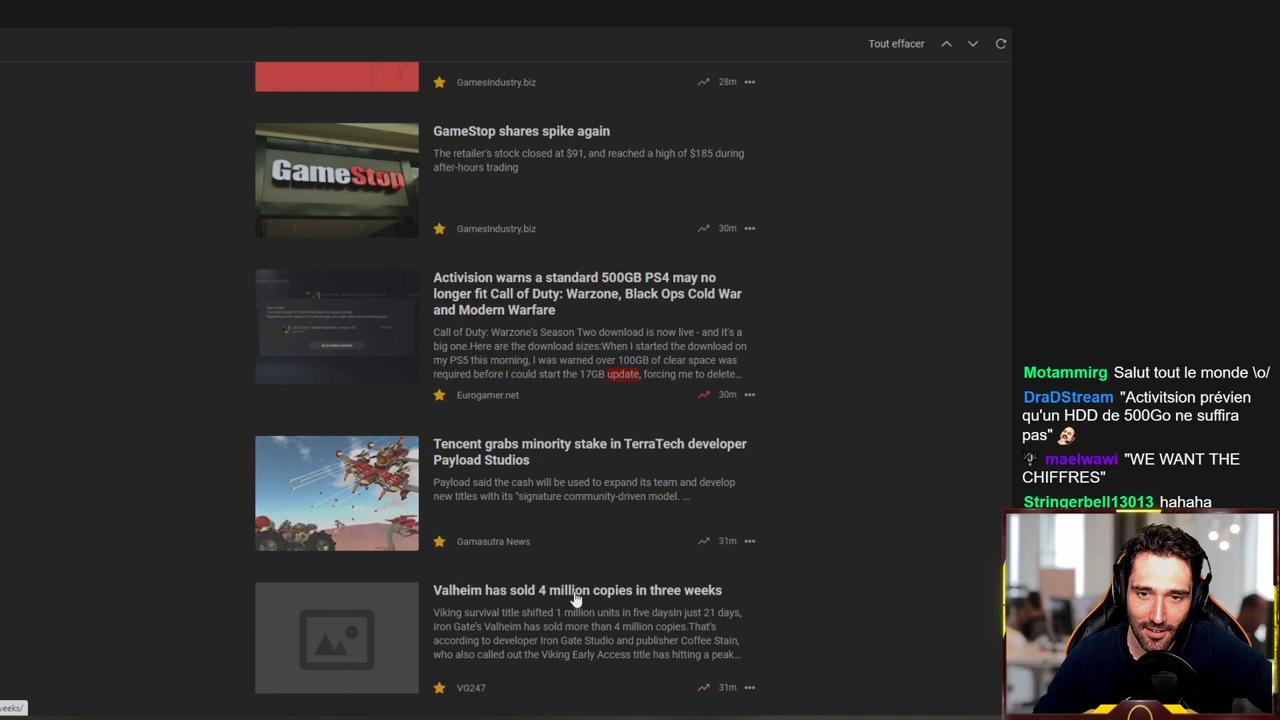 Tout effacer
GamesIndustry.biz
28m
GameStop shares spike again
The retailer's stock closed at $91, and reached a high of $185 during
after-hours trading
GameStop
GamesIndustry.biz
30m
Activision warns a standard 500GB PS4 may no
longer fit Call of Duty: Warzone, Black Ops Cold War
and Modern Warfare
Call of Duty: Warzone's Season Two download is now live - and it's a
big one.Here are the download sizes:When I started the download on
my PS5 this morning, I was warned over 100GB of clear space was
required before I could start the 17GB update, forcing me to delete…
Eurogamer.net
30m
Tencent grabs minority stake in TerraTech developer
Payload Studios
Payload said the cash will be used to expand its team and develop
new titles with its "signature community-driven model. ...
Gamasutra News
31m
Valheim has sold 4 million copies in three weeks
Viking survival title shifted 1 million units in five daysIn just 21 days,
Iron Gate's Valheim has sold more than 4 million copies.That's
according to developer Iron Gate Studio and publisher Coffee Stain,
who also called out the Viking Early Access title has hitting a peak…
VG247
31m
weeks/
Motammirg Salut tout le monde \o/
DraDStream "Activitsion prévien
qu'un HDD de 500Go ne suffira
pas"
maelwawi "WE WANT THE
CHIFFRES"
Stringerbell13013 hahaha